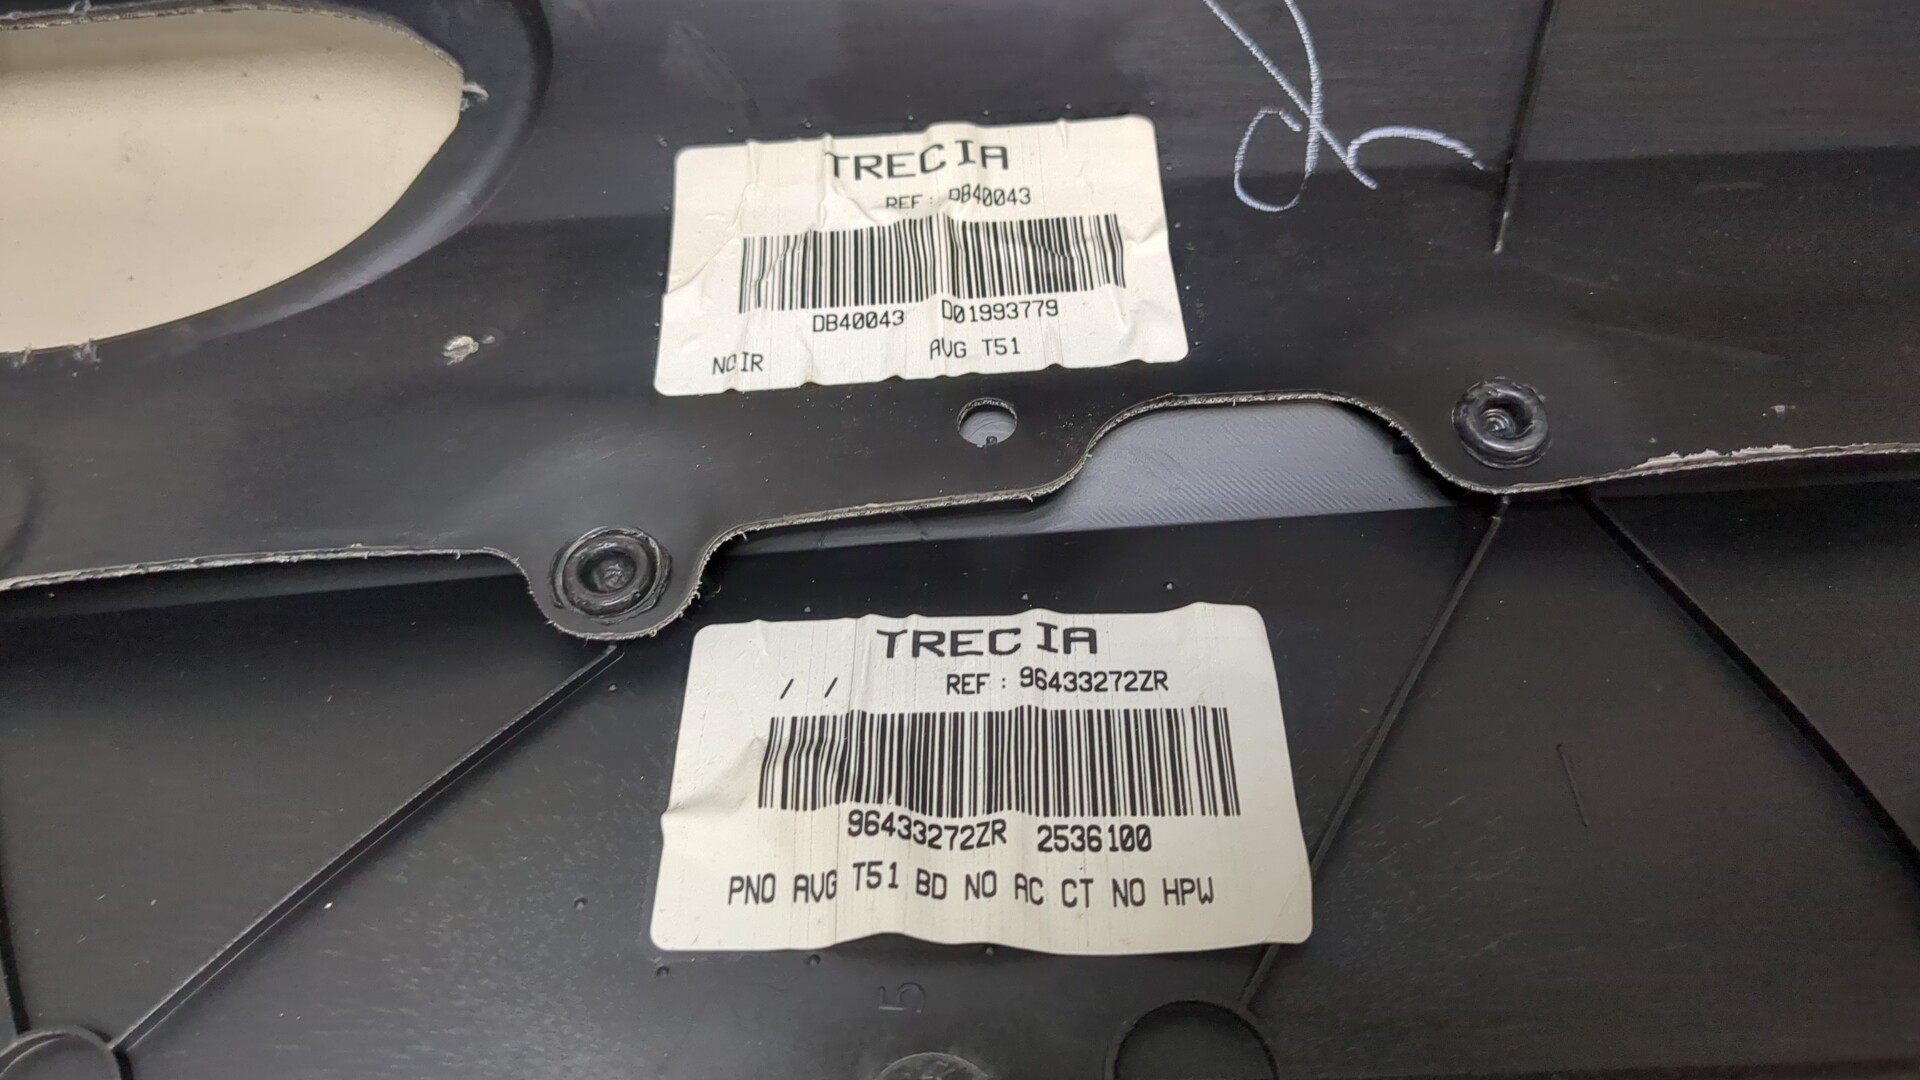 TRECIA
REF: DB40043
DB40043 D01993779
AVG T51
NOIR
TRECIA
/ / REF: 96433272ZR
96433272ZR 2536100
PNO AVG T51 BD NO AC CT NO HPW
5